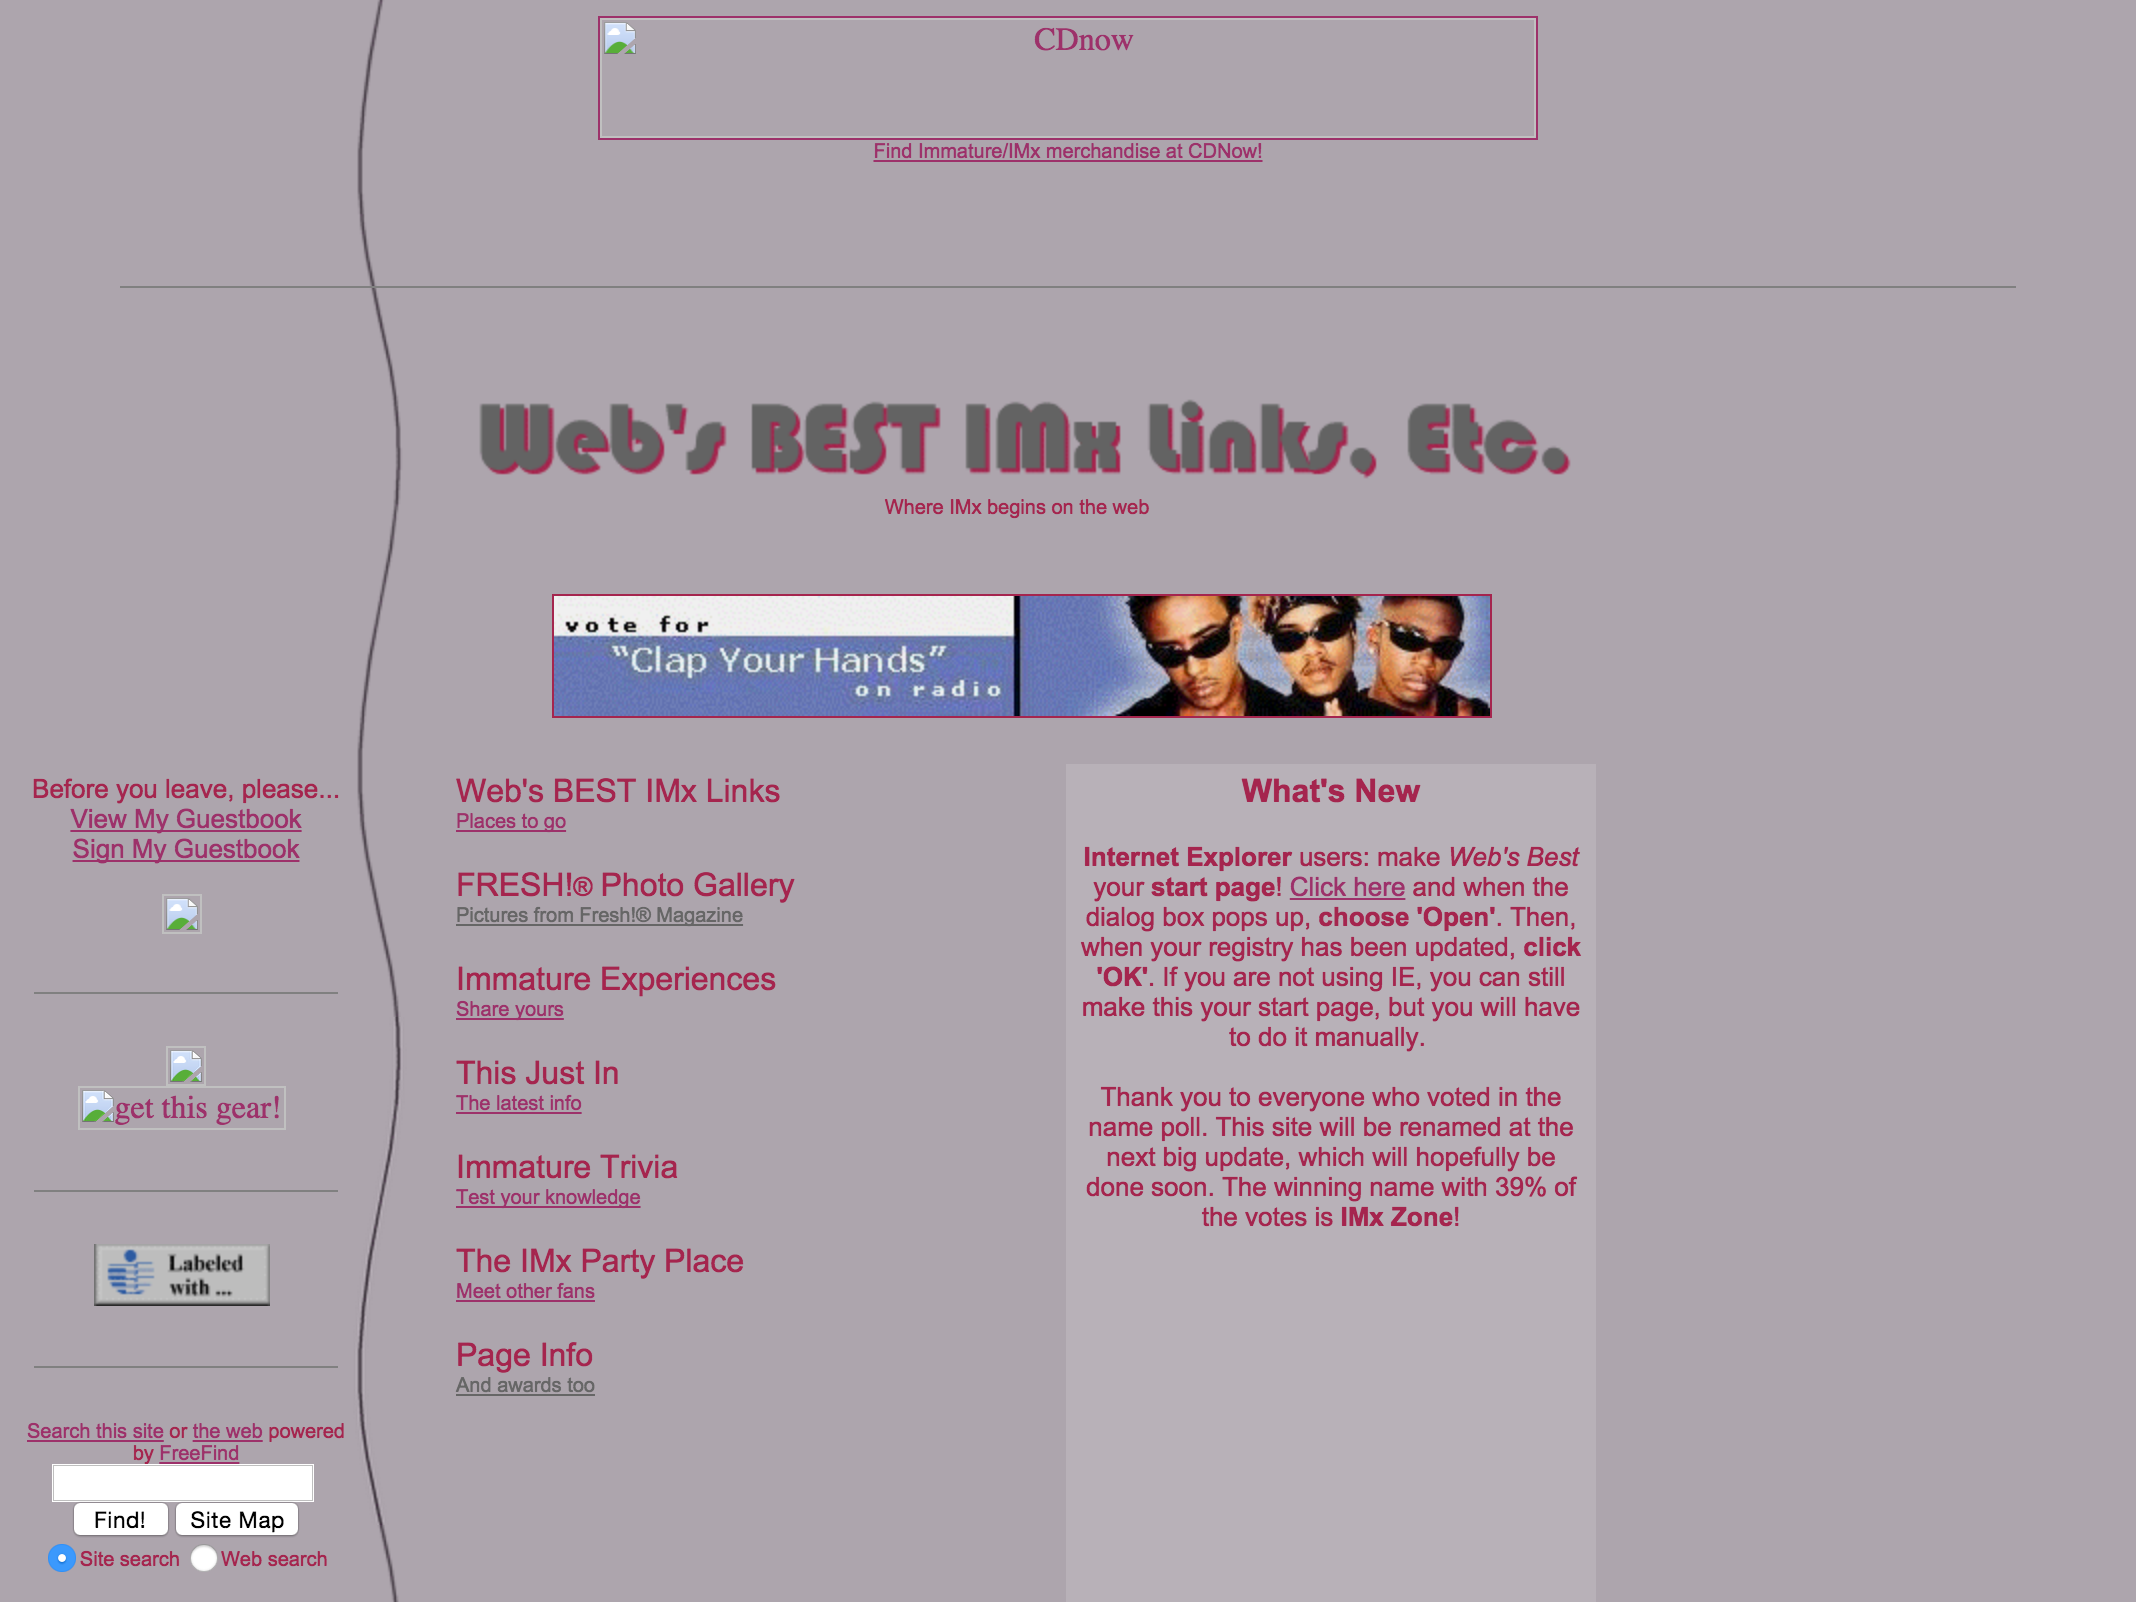 CDnow
Find Immature/IMx merchandise at CDNow!
Web's BEST IMx Links, Etc.
Where IMx begins on the web
vote for
“Clap Your Hands”
on radio
Before you leave, please...
View My Guestbook
Sign My Guestbook
get this gear!
Labeled
with ...
Search this site or the web powered
by FreeFind
Find! Site Map
Site search Web search
Web's BEST IMx Links
Places to go
FRESH!® Photo Gallery
Pictures from Fresh!® Magazine
Immature Experiences
Share yours
This Just In
The latest info
Immature Trivia
Test your knowledge
The IMx Party Place
Meet other fans
Page Info
And awards too
What's New
Internet Explorer users: make Web's Best
your start page! Click here and when the
dialog box pops up, choose 'Open'. Then,
when your registry has been updated, click
'OK'. If you are not using IE, you can still
make this your start page, but you will have
to do it manually.
Thank you to everyone who voted in the
name poll. This site will be renamed at the
next big update, which will hopefully be
done soon. The winning name with 39% of
the votes is IMx Zone!